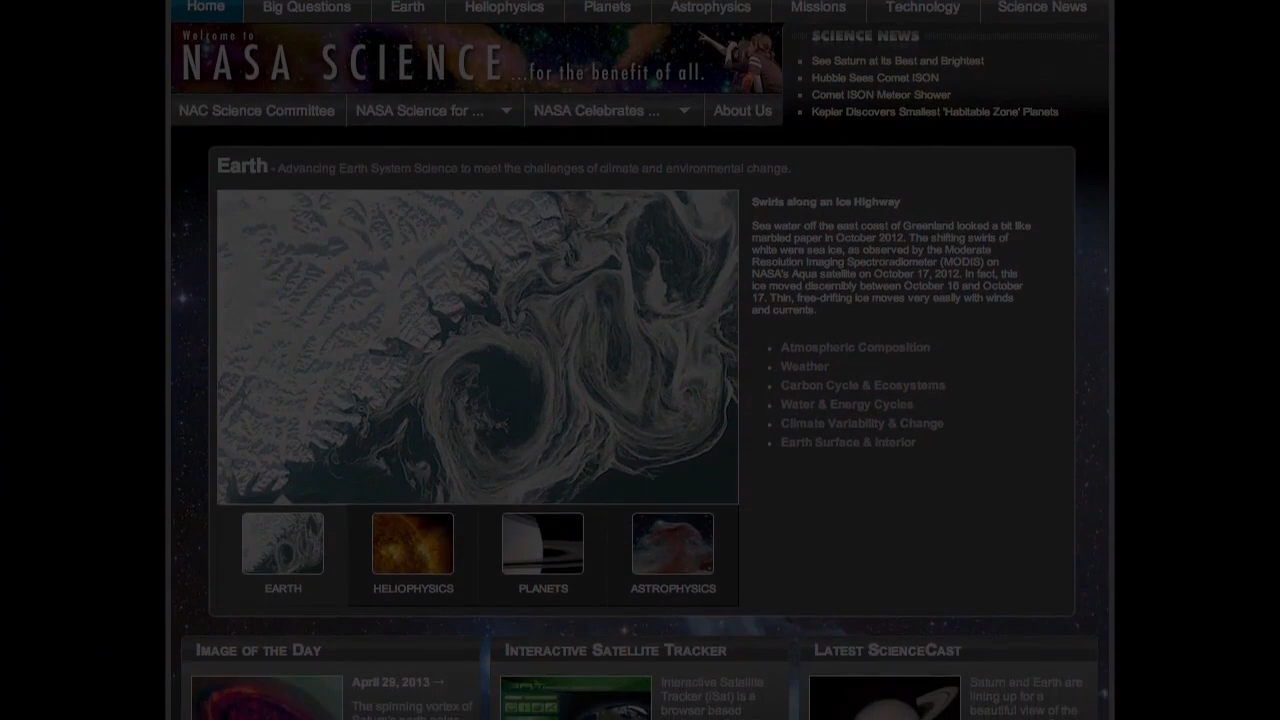 Home
Big Questions
Earth
Heliophysics
Planets
Astrophysics
Missions
Technology
Science News
Welcome to
NASA SCIENCE ...for the benefit of all.
SCIENCE NEWS
See Saturn at Its Best and Brightest
Hubble Sees Comet ISON
Comet ISON Meteor Shower
Kepler Discovers Smallest 'Habitable Zone' Planets
NAC Science Committee
NASA Science for ...
NASA Celebrates ...
About Us
Earth - Advancing Earth System Science to meet the challenges of climate and environmental change.
Swirls along an Ice Highway
Sea water off the east coast of Greenland looked a bit like
marbled paper in October 2012. The shifting swirls of
white were sea ice, as observed by the Moderate
Resolution Imaging Spectroradiometer (MODIS) on
NASA's Aqua satellite on October 17, 2012. In fact, this
ice moved discernibly between October 16 and October
17. Thin, free-drifting ice moves very easily with winds
and currents.
Atmospheric Composition
Weather
Carbon Cycle & Ecosystems
Water & Energy Cycles
Climate Variability & Change
Earth Surface & Interior
EARTH
HELIOPHYSICS
PLANETS
ASTROPHYSICS
IMAGE OF THE DAY
April 29, 2013 →
The spinning vortex of
Saturn's north polar
INTERACTIVE SATELLITE TRACKER
Interactive Satellite
Tracker (iSat) is a
browser based
LATEST SCIENCECAST
Saturn and Earth are
lining up for a
beautiful view of the